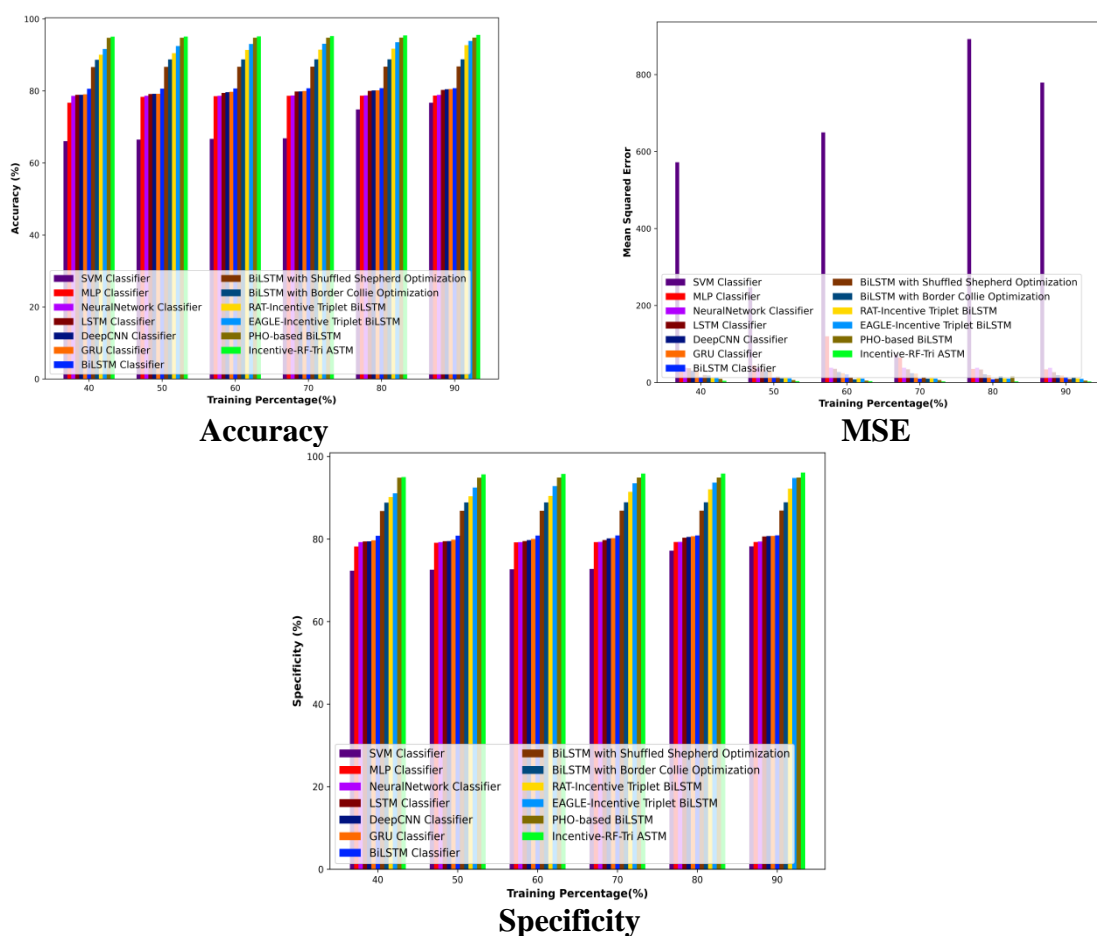 100
80
60
40
20
0
Accuracy (%)
SVM Classifier
MLP Classifier
NeuralNetwork Classifier
LSTM Classifier
DeepCNN Classifier
GRU Classifier
BiLSTM Classifier
BiLSTM with Shuffled Shepherd Optimization
BiLSTM with Border Collie Optimization
RAT-Incentive Triplet BiLSTM
EAGLE-Incentive Triplet BiLSTM
PHO-based BiLSTM
Incentive-RF-Tri ASTM
40 50 60 70 80 90
Training Percentage(%)
Accuracy
800
600
400
200
0
Mean Squared Error
SVM Classifier
MLP Classifier
NeuralNetwork Classifier
LSTM Classifier
DeepCNN Classifier
GRU Classifier
BiLSTM Classifier
BiLSTM with Shuffled Shepherd Optimization
BiLSTM with Border Collie Optimization
RAT-Incentive Triplet BiLSTM
EAGLE-Incentive Triplet BiLSTM
PHO-based BiLSTM
Incentive-RF-Tri ASTM
40 50 60 70 80 90
Training Percentage(%)
MSE
100
80
60
40
20
0
Specificity (%)
SVM Classifier
MLP Classifier
NeuralNetwork Classifier
LSTM Classifier
DeepCNN Classifier
GRU Classifier
BiLSTM Classifier
BiLSTM with Shuffled Shepherd Optimization
BiLSTM with Border Collie Optimization
RAT-Incentive Triplet BiLSTM
EAGLE-Incentive Triplet BiLSTM
PHO-based BiLSTM
Incentive-RF-Tri ASTM
40 50 60 70 80 90
Training Percentage(%)
Specificity